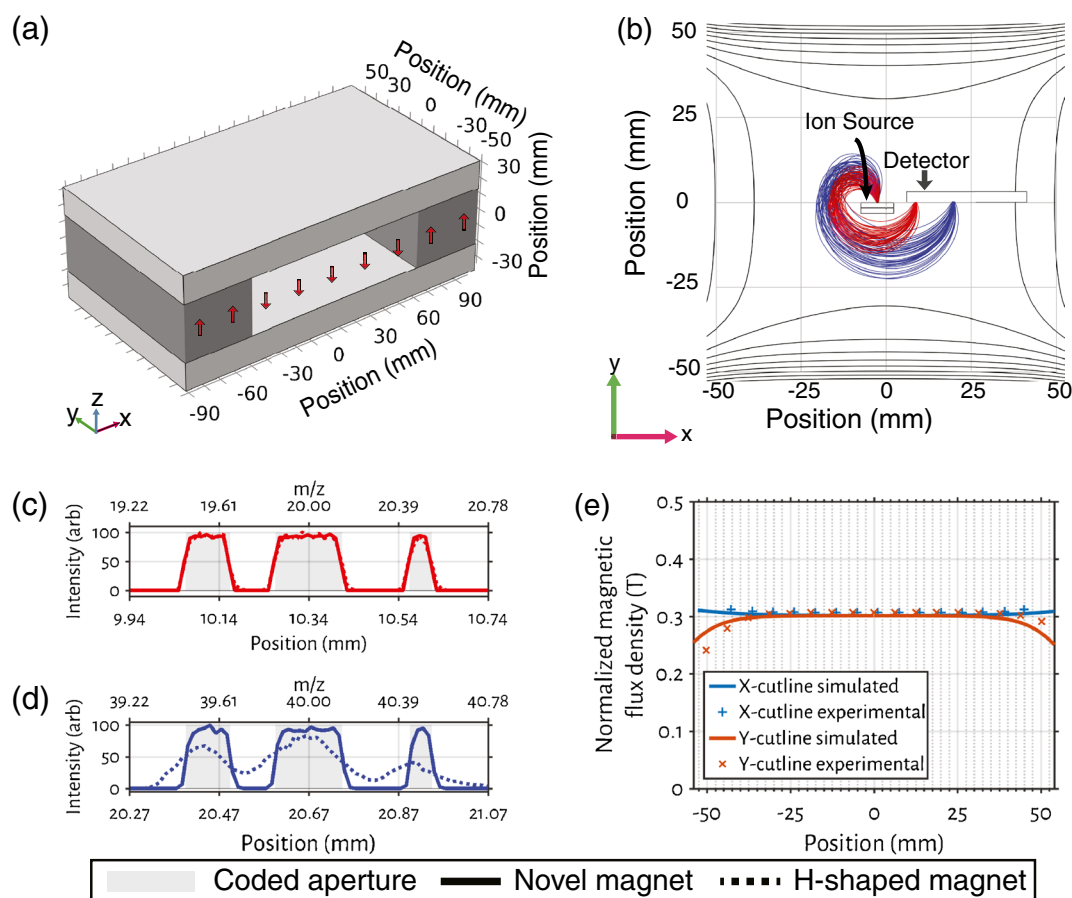 (a)
Position (mm)
50
30
0
-30
-50
30
0
-30
Position (mm)
90
60
30
0
-30
-60
-90
Position (mm)
z
y
x
(b)
50
25
0
-25
-50
Position (mm)
Ion Source
Detector
-50 -25 0 25 50
Position (mm)
y
x
(c)
m/z
19.22 19.61 20.00 20.39 20.78
Intensity (arb)
100
50
0
9.94 10.14 10.34 10.54 10.74
Position (mm)
(d)
m/z
39.22 39.61 40.00 40.39 40.78
Intensity (arb)
100
50
0
20.27 20.47 20.67 20.87 21.07
Position (mm)
(e)
Normalized magnetic
flux density (T)
0.5
0.4
0.3
0.2
0.1
0
X-cutline simulated
X-cutline experimental
Y-cutline simulated
Y-cutline experimental
-50 -25 0 25 50
Position (mm)
Coded aperture Novel magnet H-shaped magnet